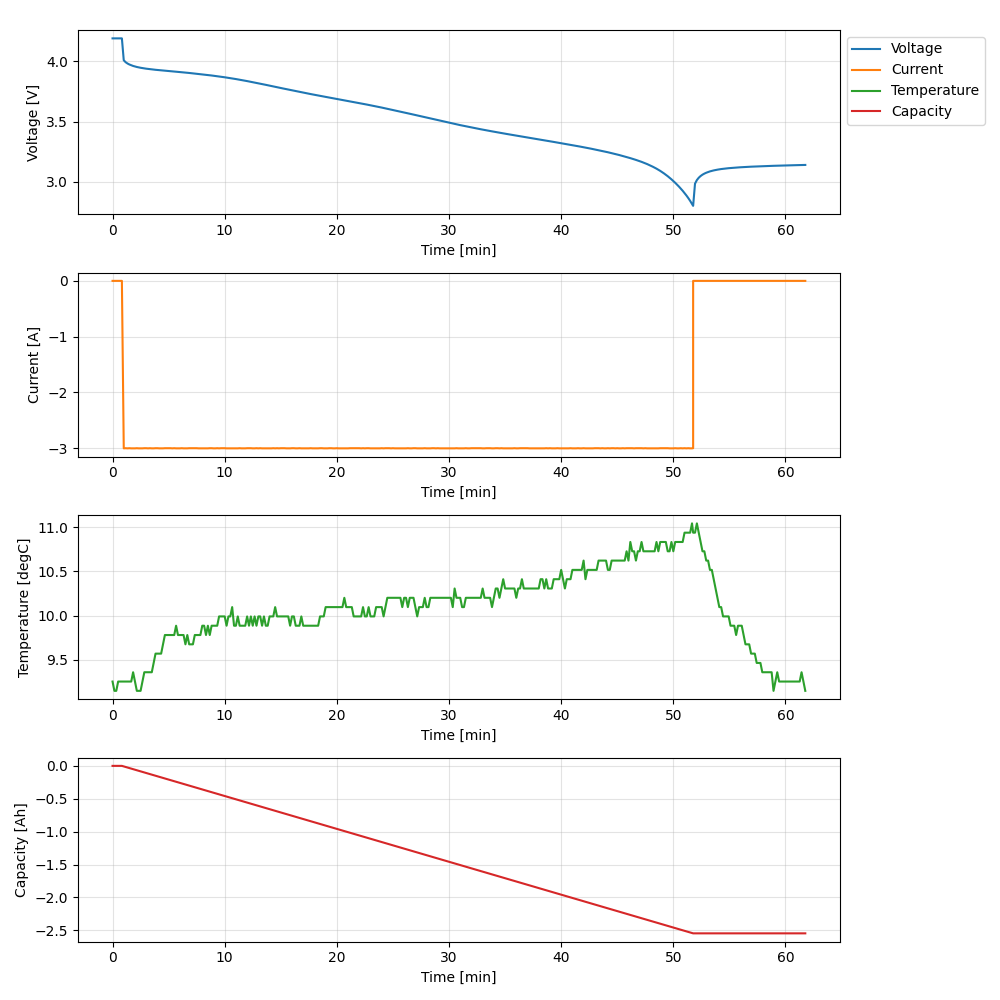 4.0
3.5
3.0
Voltage [V]
0 10 20 30 40 50 60
Time [min]
Voltage
Current
Temperature
Capacity
0
−1
−2
−3
Current [A]
0 10 20 30 40 50 60
Time [min]
11.0
10.5
10.0
9.5
Temperature [degC]
0 10 20 30 40 50 60
Time [min]
0.0
−0.5
−1.0
−1.5
−2.0
−2.5
Capacity [Ah]
0 10 20 30 40 50 60
Time [min]